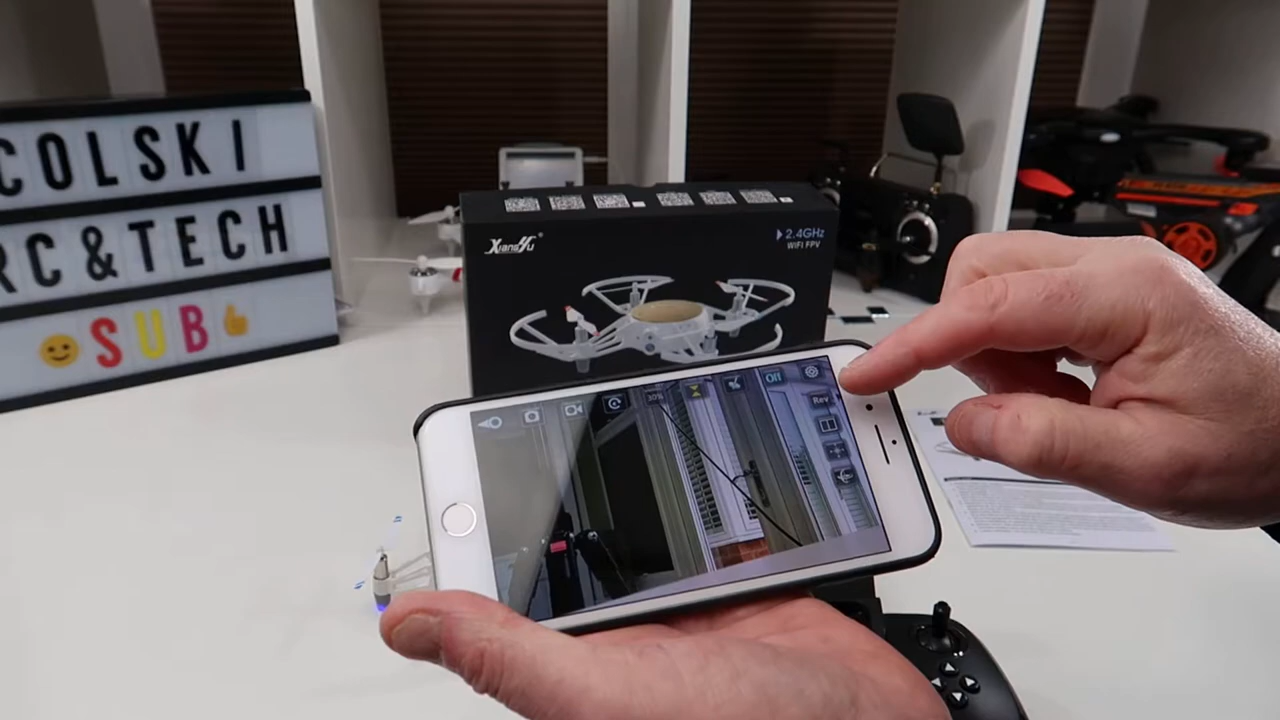 COLSKI
RC&TECH
SUB
XiangYu®
2.4GHz
WIFI FPV
30%
Off
Rev